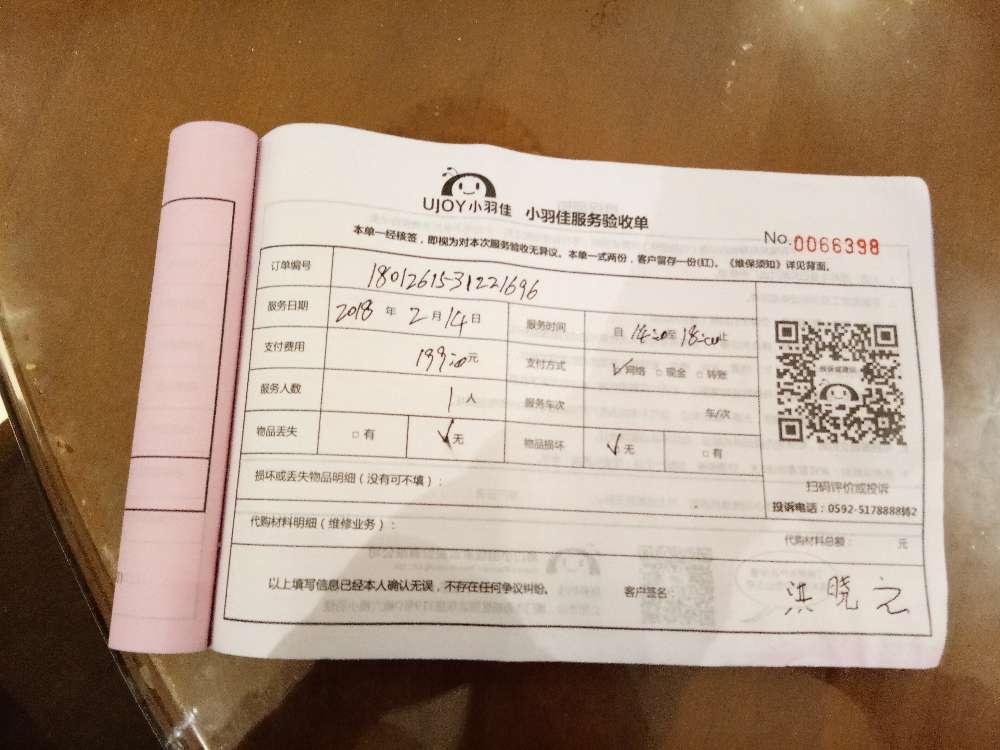 UJOY小羽佳 小羽佳服务验收单
No.0066398
本单一经核签，即视为对本次服务验收无异议。本单一式两份，客户留存一份(红)。《维保须知》详见背面。
订单编号 1801261531221696
服务日期 2018 年 2 月 14 日 服务时间 自 14:00 至 18:00 止
支付费用 199:00 元 支付方式 ✓网络 □现金 □转账
服务人数 1 人 服务车次 车/次
物品丢失 □有 ✓无 物品损坏 ✓无 □有
损坏或丢失物品明细（没有可不填）：
扫码评价或投诉
投诉电话：0592-5178888转2
代购材料明细（维修业务）： 代购材料总额： 元
以上填写信息已经本人确认无误，不存在任何争议纠纷。 客户签名： 洪晓元